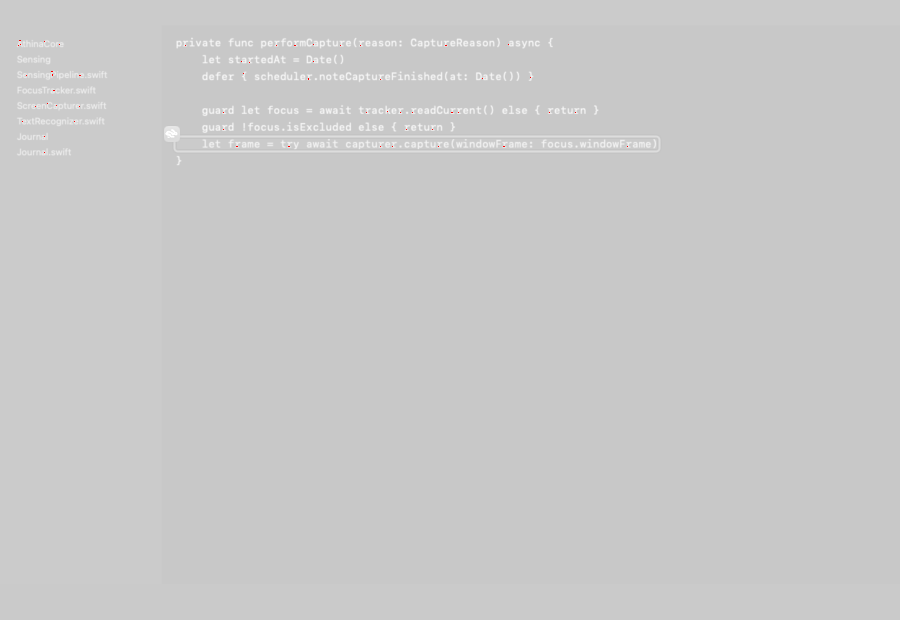 AthinaCore
Sensing
SensingPipeline.swift
FocusTracker.swift
ScreenCapturer.swift
TextRecognizer.swift
Journal
Journal.swift
private func performCapture(reason: CaptureReason) async {
let startedAt = Date()
defer { scheduler.noteCaptureFinished(at: Date()) }
guard let focus = await tracker.readCurrent() else { return }
guard !focus.isExcluded else { return }
let frame = try await capturer.capture(windowFrame: focus.windowFrame)
}